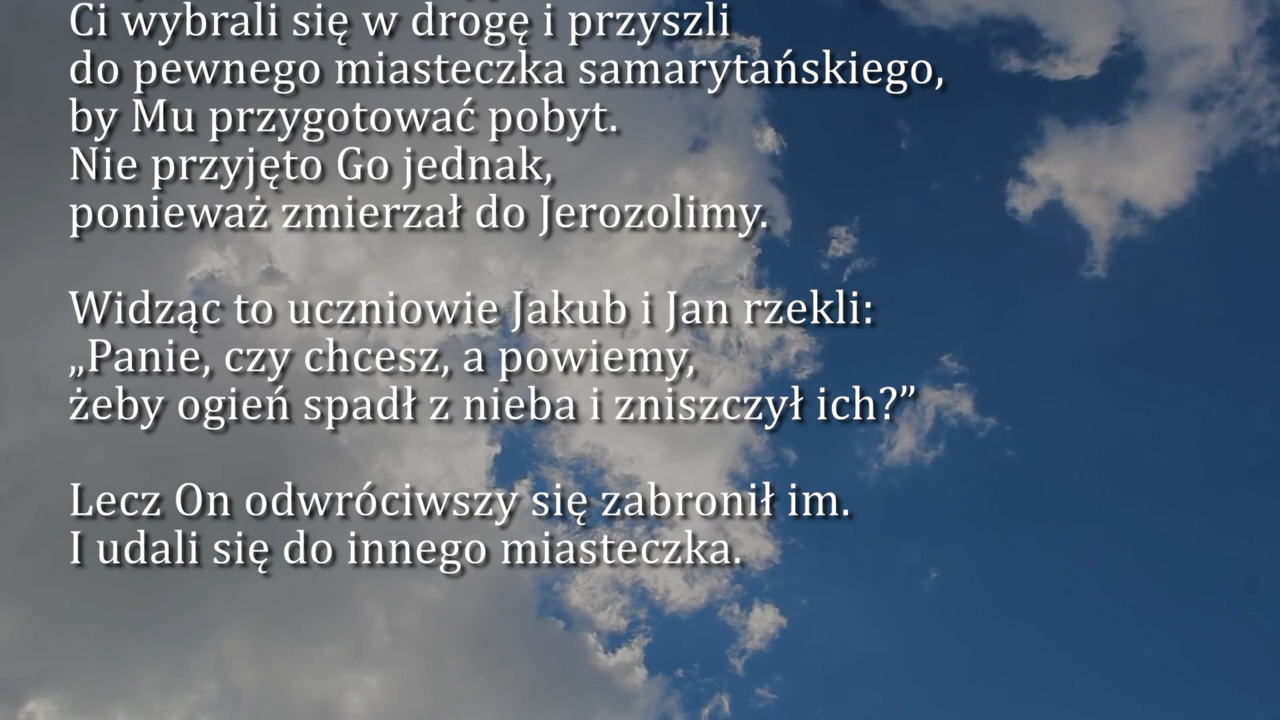 Ci wybrali się w drogę i przyszli
do pewnego miasteczka samarytańskiego,
by Mu przygotować pobyt.
Nie przyjęto Go jednak,
ponieważ zmierzał do Jerozolimy.
Widząc to uczniowie Jakub i Jan rzekli:
„Panie, czy chcesz, a powiemy,
żeby ogień spadł z nieba i zniszczył ich?”
Lecz On odwróciwszy się zabronił im.
I udali się do innego miasteczka.